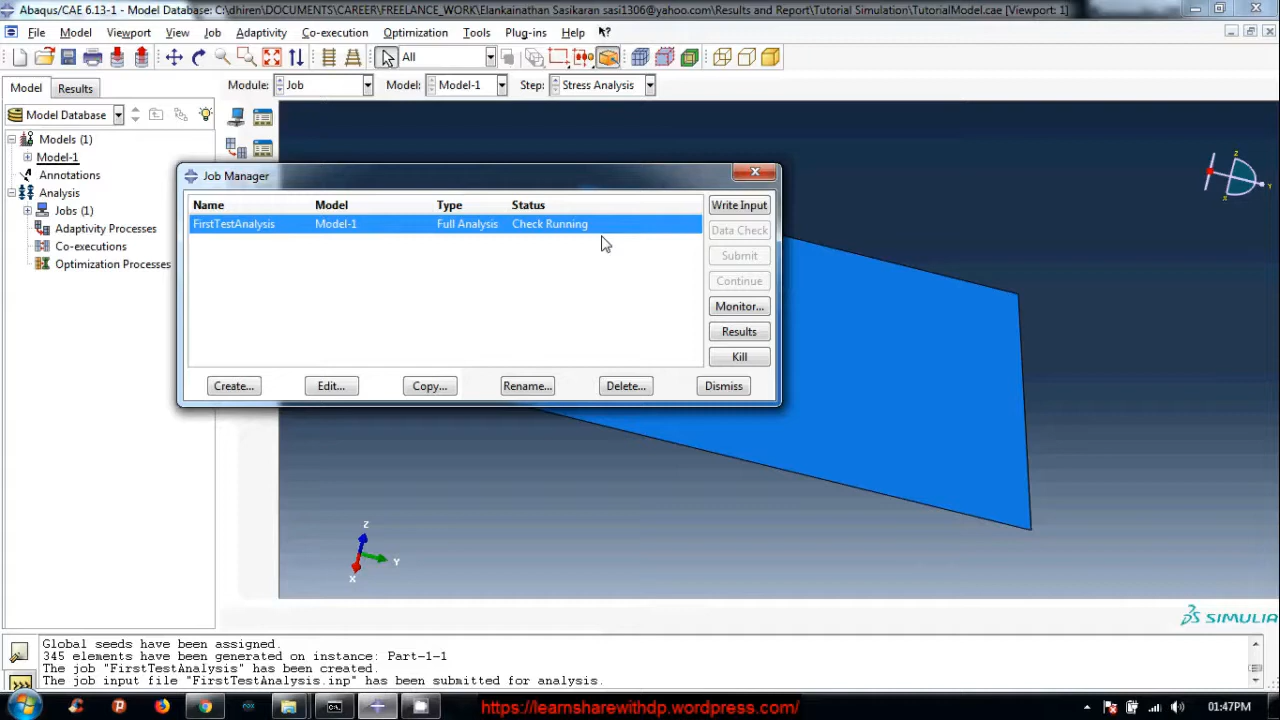 Abaqus/CAE 6.13-1 - Model Database: C:\dhiren\DOCUMENTS\CAREER\FREELANCE_WORK\Elankainathan Sasikaran sasi1306@yahoo.com\Results and Report\Tutorial Simulation\TutorialModel.cae [Viewport: 1]
File Model Viewport View Job Adaptivity Co-execution Optimization Tools Plug-ins Help
All
Model Results Module: Job Model: Model-1 Step: Stress Analysis
Model Database
Models (1)
Model-1
Annotations
Analysis
Jobs (1)
Adaptivity Processes
Co-executions
Optimization Processes
Job Manager
Name Model Type Status
FirstTestAnalysis Model-1 Full Analysis Check Running
Write Input
Data Check
Submit
Continue
Monitor...
Results
Kill
Create... Edit... Copy... Rename... Delete... Dismiss
Z
Y
X
Z
Y
X
SIMULIA
Global seeds have been assigned.
345 elements have been generated on instance: Part-1-1
The job "FirstTestAnalysis" has been created.
The job input file "FirstTestAnalysis.inp" has been submitted for analysis.
https://learnsharewithdp.wordpress.com/
01:47PM